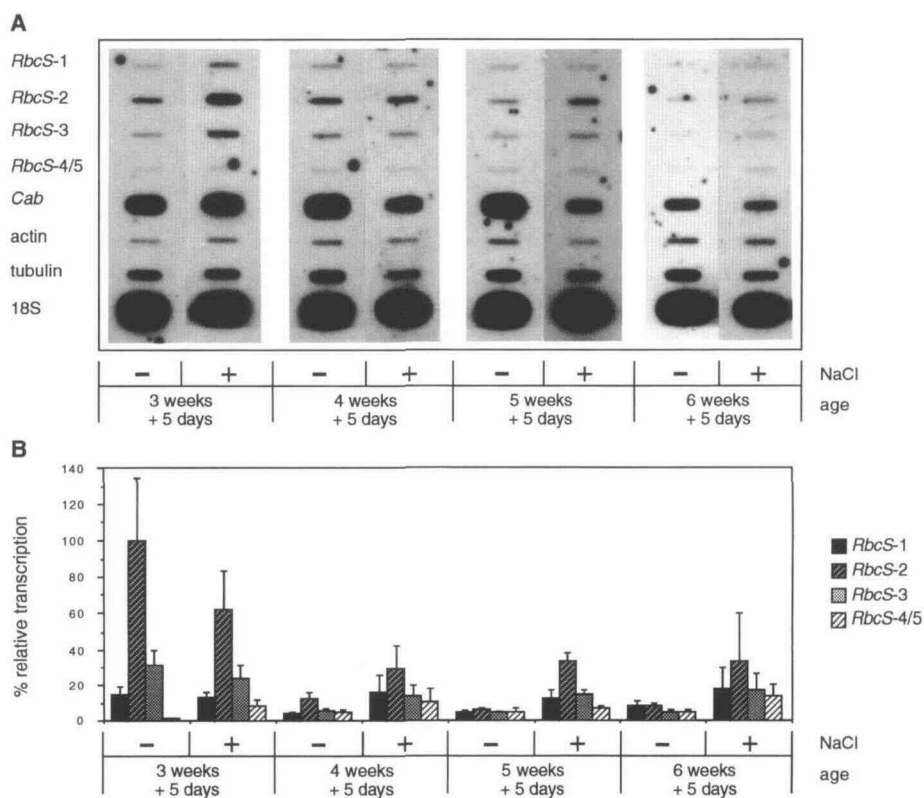 A
RbcS-1
RbcS-2
RbcS-3
RbcS-4/5
Cab
actin
tubulin
18S
− + − + − + − + NaCl
3 weeks 4 weeks 5 weeks 6 weeks age
+ 5 days + 5 days + 5 days + 5 days
B
140
120
100
80
60
40
20
0
% relative transcription
RbcS-1
RbcS-2
RbcS-3
RbcS-4/5
− + − + − + − + NaCl
3 weeks 4 weeks 5 weeks 6 weeks age
+ 5 days + 5 days + 5 days + 5 days